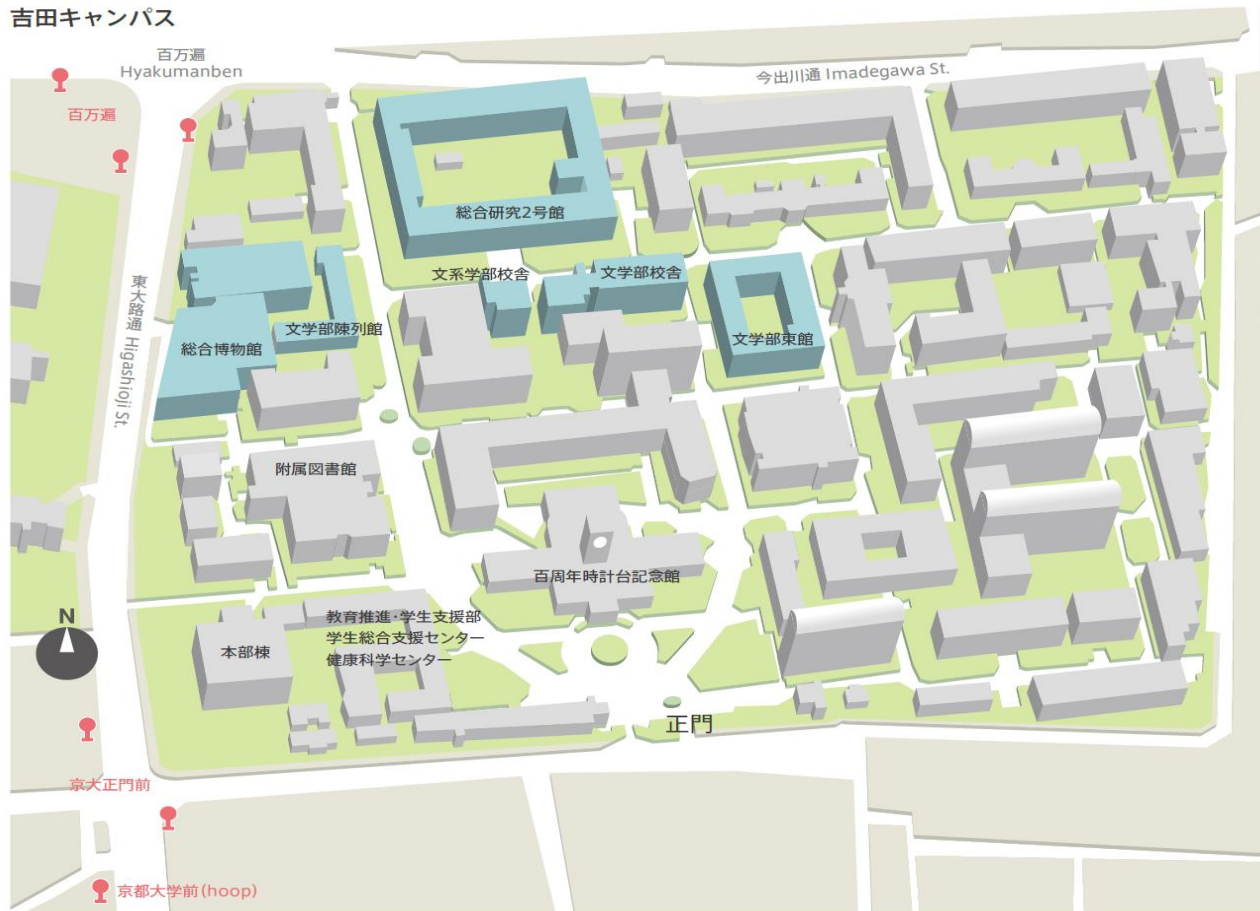 吉田キャンパス
百万遍
Hyakumanben
今出川通 Imadegawa St.
百万遍
総合研究2号館
文系学部校舎
文学部校舎
東大路通 Higashioji St.
文学部陳列館
総合博物館
文学部東館
附属図書館
百周年時計台記念館
教育推進・学生支援部
学生総合支援センター
健康科学センター
本部棟
N
正門
京大正門前
京都大学前(hoop)